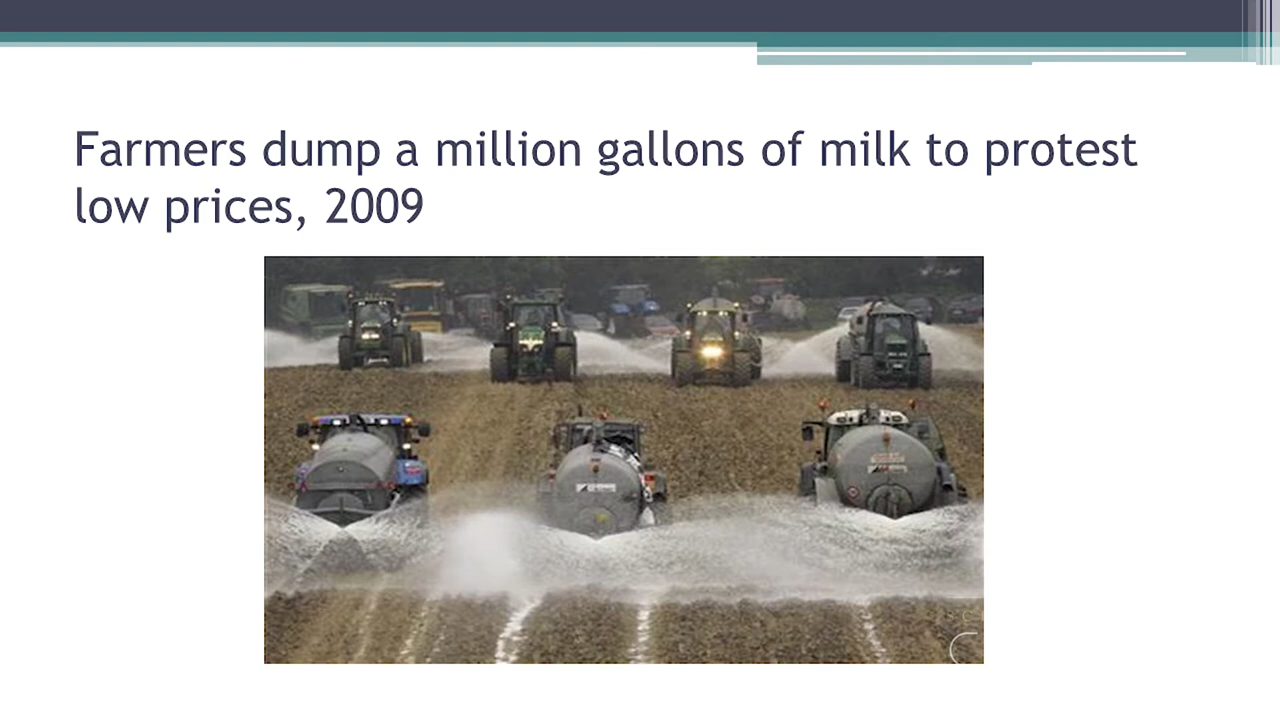 Farmers dump a million gallons of milk to protest
low prices, 2009